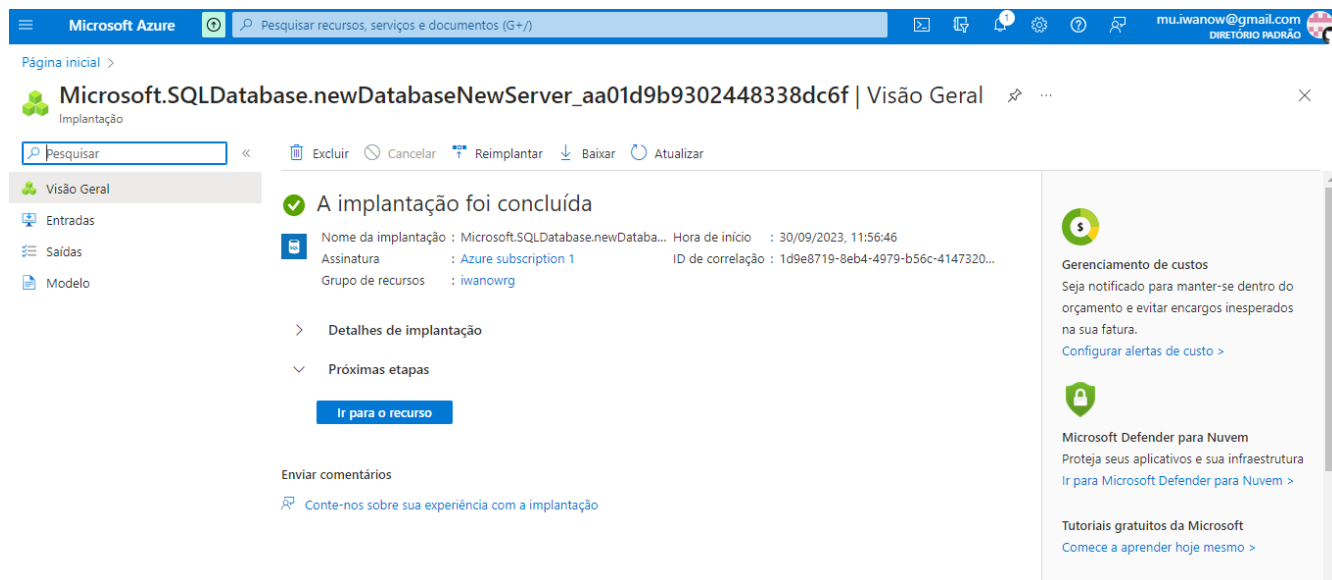 Microsoft Azure
Pesquisar recursos, serviços e documentos (G+/)
1
mu.iwanow@gmail.com
DIRETÓRIO PADRÃO
Página inicial >
Microsoft.SQLDatabase.newDatabaseNewServer_aa01d9b9302448338dc6f | Visão Geral
Implantação
Pesquisar
Visão Geral
Entradas
Saídas
Modelo
Excluir Cancelar Reimplantar Baixar Atualizar
A implantação foi concluída
SQL
Nome da implantação : Microsoft.SQLDatabase.newDataba... Hora de início : 30/09/2023, 11:56:46
Assinatura : Azure subscription 1 ID de correlação : 1d9e8719-8eb4-4979-b56c-4147320...
Grupo de recursos : iwanowrg
Detalhes de implantação
Próximas etapas
Ir para o recurso
Enviar comentários
Conte-nos sobre sua experiência com a implantação
$
Gerenciamento de custos
Seja notificado para manter-se dentro do
orçamento e evitar encargos inesperados
na sua fatura.
Configurar alertas de custo >
Microsoft Defender para Nuvem
Proteja seus aplicativos e sua infraestrutura
Ir para Microsoft Defender para Nuvem >
Tutoriais gratuitos da Microsoft
Comece a aprender hoje mesmo >